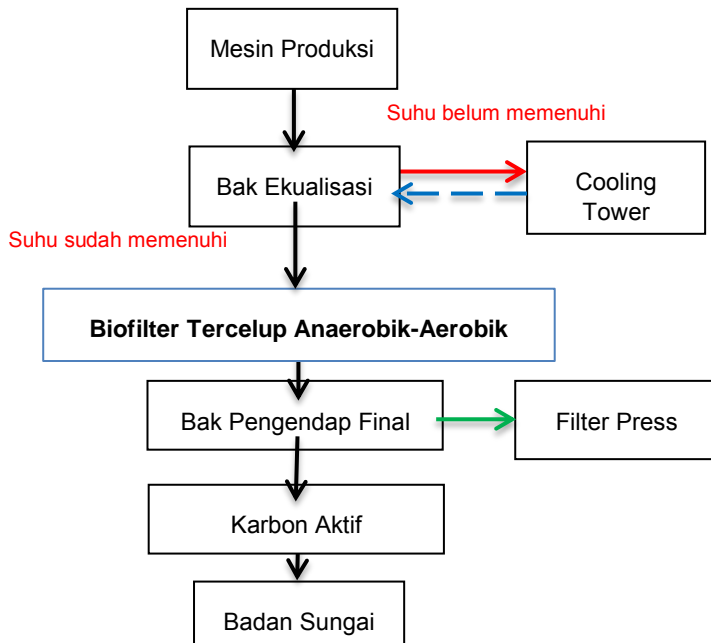 Mesin Produksi
Suhu belum memenuhi
Bak Ekualisasi
Cooling
Tower
Suhu sudah memenuhi
Biofilter Tercelup Anaerobik-Aerobik
Bak Pengendap Final
Filter Press
Karbon Aktif
Badan Sungai